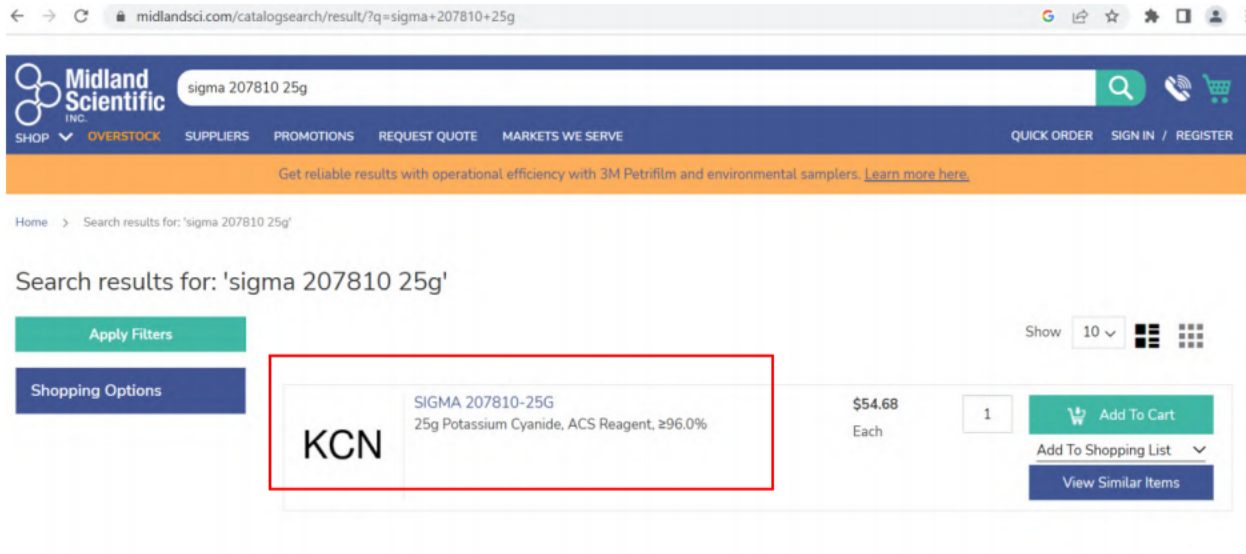 midlandsci.com/catalogsearch/result/?q=sigma+207810+25g
Midland
Scientific
INC.
sigma 207810 25g
SHOP OVERSTOCK SUPPLIERS PROMOTIONS REQUEST QUOTE MARKETS WE SERVE QUICK ORDER SIGN IN / REGISTER
Get reliable results with operational efficiency with 3M Petrifilm and environmental samplers. Learn more here.
Home > Search results for: 'sigma 207810 25g'
Search results for: 'sigma 207810 25g'
Apply Filters
Show 10
Shopping Options
KCN
SIGMA 207810-25G
25g Potassium Cyanide, ACS Reagent, ≥96.0%
$54.68
Each
1
Add To Cart
Add To Shopping List
View Similar Items